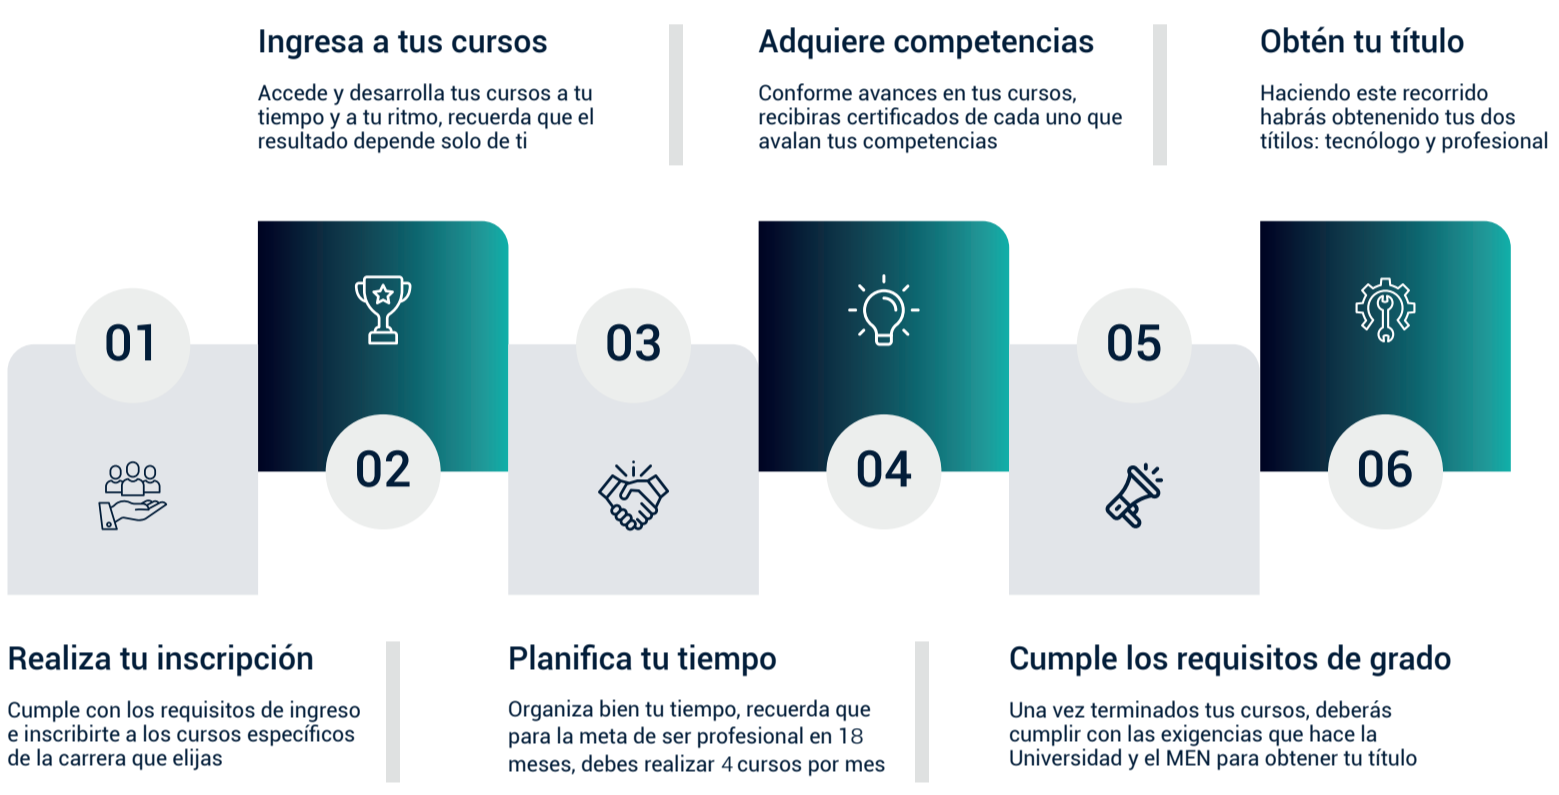 Ingresa a tus cursos
Accede y desarrolla tus cursos a tu
tiempo y a tu ritmo, recuerda que el
resultado depende solo de ti
Adquiere competencias
Conforme avances en tus cursos,
recibiras certificados de cada uno que
avalan tus competencias
Obtén tu título
Haciendo este recorrido
habrás obtenenido tus dos
títilos: tecnólogo y profesional
01
02
03
04
05
06
Realiza tu inscripción
Cumple con los requisitos de ingreso
e inscribirte a los cursos específicos
de la carrera que elijas
Planifica tu tiempo
Organiza bien tu tiempo, recuerda que
para la meta de ser profesional en 18
meses, debes realizar 4 cursos por mes
Cumple los requisitos de grado
Una vez terminados tus cursos, deberás
cumplir con las exigencias que hace la
Universidad y el MEN para obtener tu título